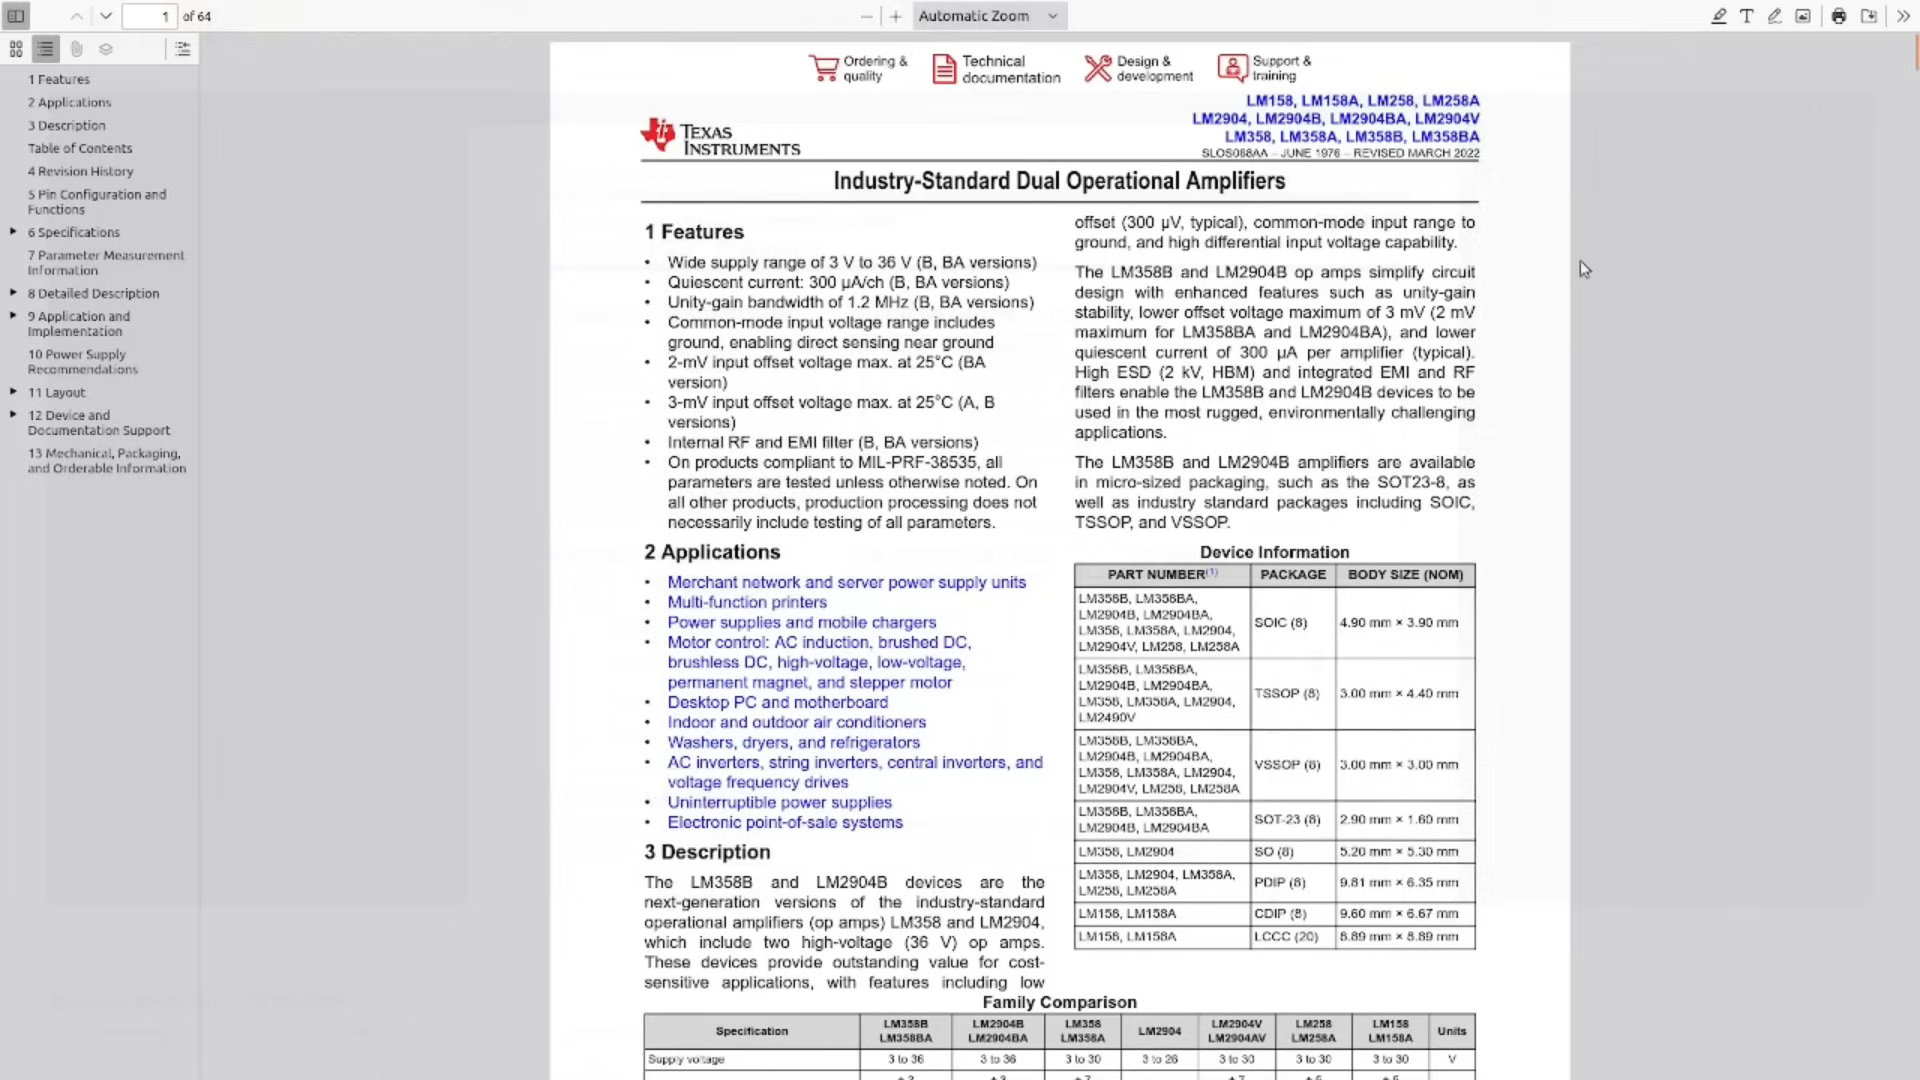 1 of 64
Automatic Zoom
1 Features
2 Applications
3 Description
Table of Contents
4 Revision History
5 Pin Configuration and
Functions
6 Specifications
7 Parameter Measurement
Information
8 Detailed Description
9 Application and
Implementation
10 Power Supply
Recommendations
11 Layout
12 Device and
Documentation Support
13 Mechanical, Packaging,
and Orderable Information
Ordering &
quality
Technical
documentation
Design &
development
Support &
training
TEXAS
INSTRUMENTS
LM158, LM158A, LM258, LM258A
LM2904, LM2904B, LM2904BA, LM2904V
LM358, LM358A, LM358B, LM358BA
SLOS068AA – JUNE 1976 – REVISED MARCH 2022
Industry-Standard Dual Operational Amplifiers
1 Features
• Wide supply range of 3 V to 36 V (B, BA versions)
• Quiescent current: 300 µA/ch (B, BA versions)
• Unity-gain bandwidth of 1.2 MHz (B, BA versions)
• Common-mode input voltage range includes
ground, enabling direct sensing near ground
• 2-mV input offset voltage max. at 25°C (BA
version)
• 3-mV input offset voltage max. at 25°C (A, B
versions)
• Internal RF and EMI filter (B, BA versions)
• On products compliant to MIL-PRF-38535, all
parameters are tested unless otherwise noted. On
all other products, production processing does not
necessarily include testing of all parameters.
2 Applications
• Merchant network and server power supply units
• Multi-function printers
• Power supplies and mobile chargers
• Motor control: AC induction, brushed DC,
brushless DC, high-voltage, low-voltage,
permanent magnet, and stepper motor
• Desktop PC and motherboard
• Indoor and outdoor air conditioners
• Washers, dryers, and refrigerators
• AC inverters, string inverters, central inverters, and
voltage frequency drives
• Uninterruptible power supplies
• Electronic point-of-sale systems
3 Description
The LM358B and LM2904B devices are the
next-generation versions of the industry-standard
operational amplifiers (op amps) LM358 and LM2904,
which include two high-voltage (36 V) op amps.
These devices provide outstanding value for cost-
sensitive applications, with features including low
offset (300 µV, typical), common-mode input range to
ground, and high differential input voltage capability.
The LM358B and LM2904B op amps simplify circuit
design with enhanced features such as unity-gain
stability, lower offset voltage maximum of 3 mV (2 mV
maximum for LM358BA and LM2904BA), and lower
quiescent current of 300 µA per amplifier (typical).
High ESD (2 kV, HBM) and integrated EMI and RF
filters enable the LM358B and LM2904B devices to be
used in the most rugged, environmentally challenging
applications.
The LM358B and LM2904B amplifiers are available
in micro-sized packaging, such as the SOT23-8, as
well as industry standard packages including SOIC,
TSSOP, and VSSOP.
Device Information
PART NUMBER(1) PACKAGE BODY SIZE (NOM)
LM358B, LM358BA,
LM2904B, LM2904BA,
LM358, LM358A, LM2904,
LM2904V, LM258, LM258A
SOIC (8) 4.90 mm × 3.90 mm
LM358B, LM358BA,
LM2904B, LM2904BA,
LM358, LM358A, LM2904,
LM2490V
TSSOP (8) 3.00 mm × 4.40 mm
LM358B, LM358BA,
LM2904B, LM2904BA,
LM358, LM358A, LM2904,
LM2904V, LM258, LM258A
VSSOP (8) 3.00 mm × 3.00 mm
LM358B, LM358BA,
LM2904B, LM2904BA
SOT-23 (8) 2.90 mm × 1.60 mm
LM358, LM2904 SO (8) 5.20 mm × 5.30 mm
LM358, LM2904, LM358A,
LM258, LM258A
PDIP (8) 9.81 mm × 6.35 mm
LM158, LM158A CDIP (8) 9.60 mm × 6.67 mm
LM158, LM158A LCCC (20) 8.89 mm × 8.89 mm
Family Comparison
Specification LM358B LM358BA LM2904B LM2904BA LM358 LM358A LM2904 LM2904V LM2904AV LM258 LM258A LM158 LM158A Units
Supply voltage 3 to 36 3 to 36 3 to 30 3 to 26 3 to 30 3 to 30 3 to 30 V